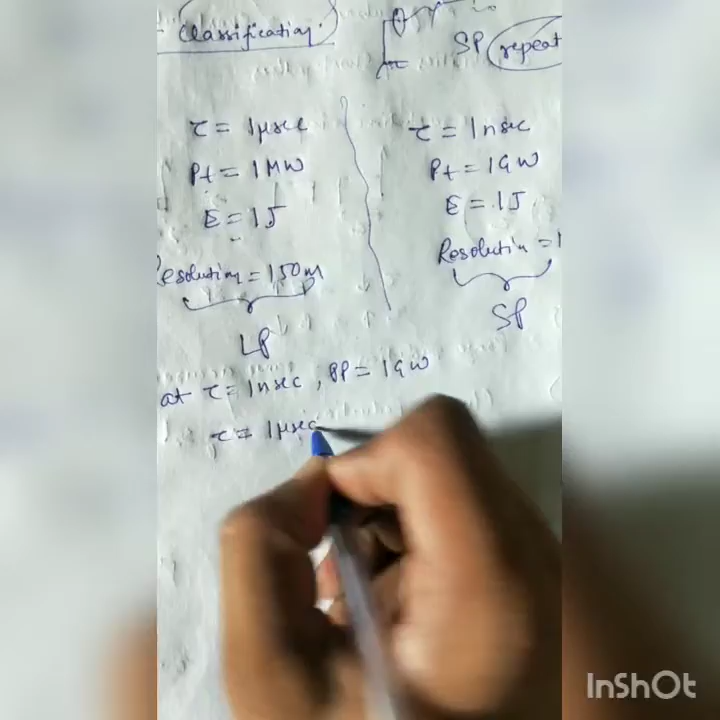 Classification
SP repeat
τ = 1μsec
Pt = 1MW
E = 1J
Resolution = 150m
LP
τ = 1nsec
Pt = 1GW
E = 1J
Resolution = 1
SP
at τ = 1nsec, PP = 1GW
τ = 1μsec
InShOt